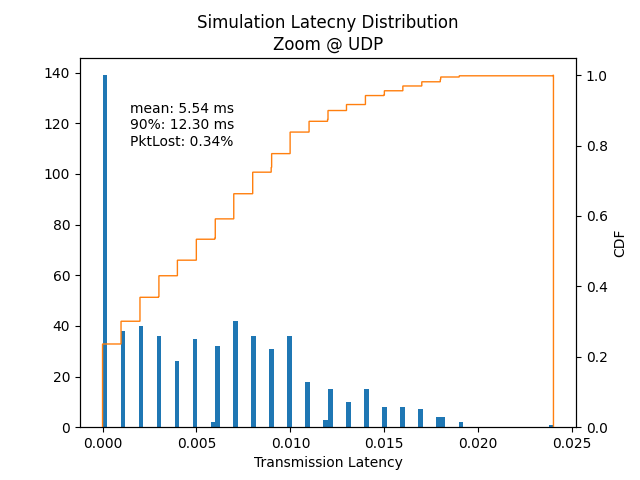 Simulation Latecny Distribution
Zoom @ UDP
mean: 5.54 ms
90%: 12.30 ms
PktLost: 0.34%
140
120
100
80
60
40
20
0
1.0
0.8
0.6
0.4
0.2
0.0
CDF
0.000 0.005 0.010 0.015 0.020 0.025
Transmission Latency